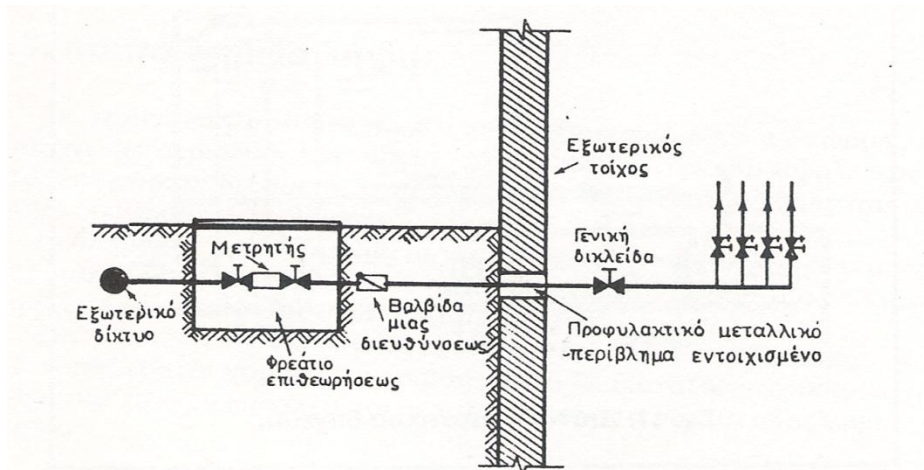 Εξωτερικός
τοίχος
Μετρητής
Γενική
δικλείδα
Εξωτερικό
δίκτυο
Βαλβίδα
μιας
διευθύνσεως
Φρεάτιο
επιθεωρήσεως
Προφυλακτικό μεταλλικό
περίβλημα εντοιχισμένο